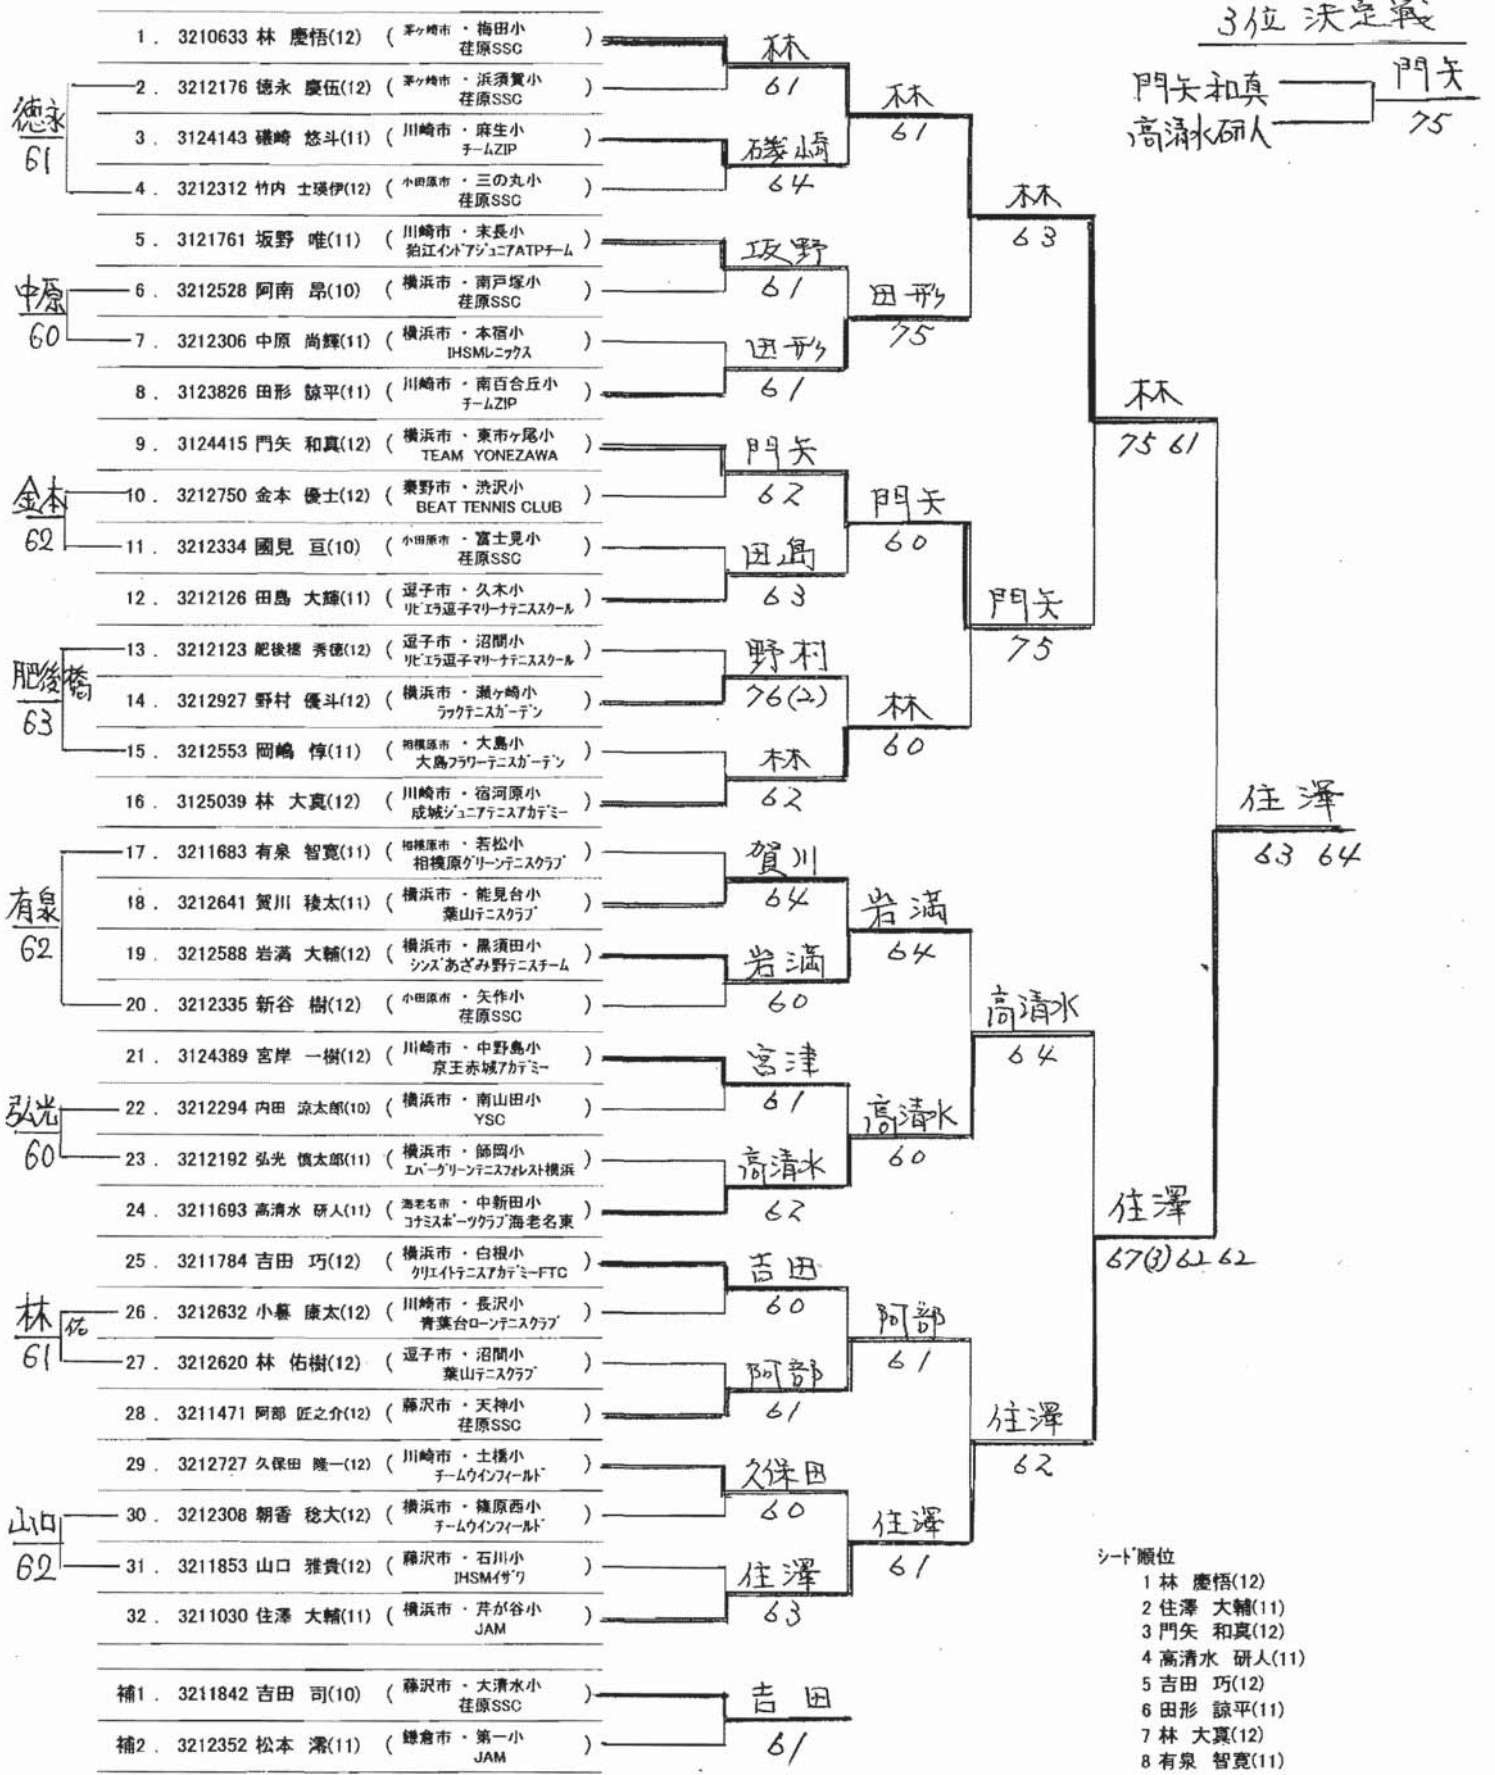 3位 決定戦
門矢和真
高清水研人
門矢
75
1. 3210633 林 慶悟(12) (茅ヶ崎市・梅田小 荏原SSC)
2. 3212176 徳永 慶伍(12) (茅ヶ崎市・浜須賀小 荏原SSC)
3. 3124143 磯崎 悠斗(11) (川崎市・麻生小 チームZIP)
4. 3212312 竹内 士瑛伊(12) (小田原市・三の丸小 荏原SSC)
5. 3121761 坂野 唯(11) (川崎市・末長小 狛江インドアジュニアATPチーム)
6. 3212528 阿南 昴(10) (横浜市・南戸塚小 荏原SSC)
7. 3212306 中原 尚輝(11) (横浜市・本宿小 IHSMレニックス)
8. 3123826 田形 諒平(11) (川崎市・南百合丘小 チームZIP)
9. 3124415 門矢 和真(12) (横浜市・東市ヶ尾小 TEAM YONEZAWA)
10. 3212750 金本 優士(12) (秦野市・渋沢小 BEAT TENNIS CLUB)
11. 3212334 國見 亘(10) (小田原市・富士見小 荏原SSC)
12. 3212126 田島 大輝(11) (逗子市・久木小 リビエラ逗子マリーナテニススクール)
13. 3212123 肥後橋 秀徳(12) (逗子市・沼間小 リビエラ逗子マリーナテニススクール)
14. 3212927 野村 優斗(12) (横浜市・瀬ヶ崎小 ラックテニスガーデン)
15. 3212553 岡嶋 惇(11) (相模原市・大島小 大島フラワーテニスガーデン)
16. 3125039 林 大真(12) (川崎市・宿河原小 成城ジュニアテニスアカデミー)
17. 3211683 有泉 智寛(11) (相模原市・若松小 相模原グリーンテニスクラブ)
18. 3212641 賀川 稜太(11) (横浜市・能見台小 葉山テニスクラブ)
19. 3212588 岩満 大輔(12) (横浜市・黒須田小 シンズあざみ野テニスチーム)
20. 3212335 新谷 樹(12) (小田原市・矢作小 荏原SSC)
21. 3124389 宮岸 一樹(12) (川崎市・中野島小 京王赤城アカデミー)
22. 3212294 内田 涼太郎(10) (横浜市・南山田小 YSC)
23. 3212192 弘光 慎太郎(11) (横浜市・師岡小 エバーグリーンテニスフォレスト横浜)
24. 3211693 高清水 研人(11) (海老名市・中新田小 コナミスポーツクラブ海老名東)
25. 3211784 吉田 巧(12) (横浜市・白根小 クリエイトテニスアカデミーFTC)
26. 3212632 小暮 康太(12) (川崎市・長沢小 青葉台ローンテニスクラブ)
27. 3212620 林 佑樹(12) (逗子市・沼間小 葉山テニスクラブ)
28. 3211471 阿部 匠之介(12) (藤沢市・天神小 荏原SSC)
29. 3212727 久保田 隆一(12) (川崎市・土橋小 チームウインフィールド)
30. 3212308 朝香 稔大(12) (横浜市・篠原西小 チームウインフィールド)
31. 3211853 山口 雅貴(12) (藤沢市・石川小 IHSMイザワ)
32. 3211030 住澤 大輔(11) (横浜市・芹が谷小 JAM)
補1. 3211842 吉田 司(10) (藤沢市・大清水小 荏原SSC)
補2. 3212352 松本 澪(11) (鎌倉市・第一小 JAM)
徳永
61
中原
60
金本
62
肥後橋
63
有泉
62
弘光
60
林 佑
61
山口
62
林
61
磯崎
64
坂野
61
田形
61
門矢
62
田島
63
野村
76(2)
林
62
賀川
64
岩満
60
宮津
61
高清水
62
吉田
60
阿部
61
久保田
60
住澤
63
吉田
61
林
61
田形
75
門矢
60
林
60
岩満
64
高清水
60
阿部
61
住澤
61
林
63
門矢
75
高清水
64
住澤
62
林
75 61
住澤
67(3)62 62
住澤
63 64
シード順位
1 林 慶悟(12)
2 住澤 大輔(11)
3 門矢 和真(12)
4 高清水 研人(11)
5 吉田 巧(12)
6 田形 諒平(11)
7 林 大真(12)
8 有泉 智寛(11)